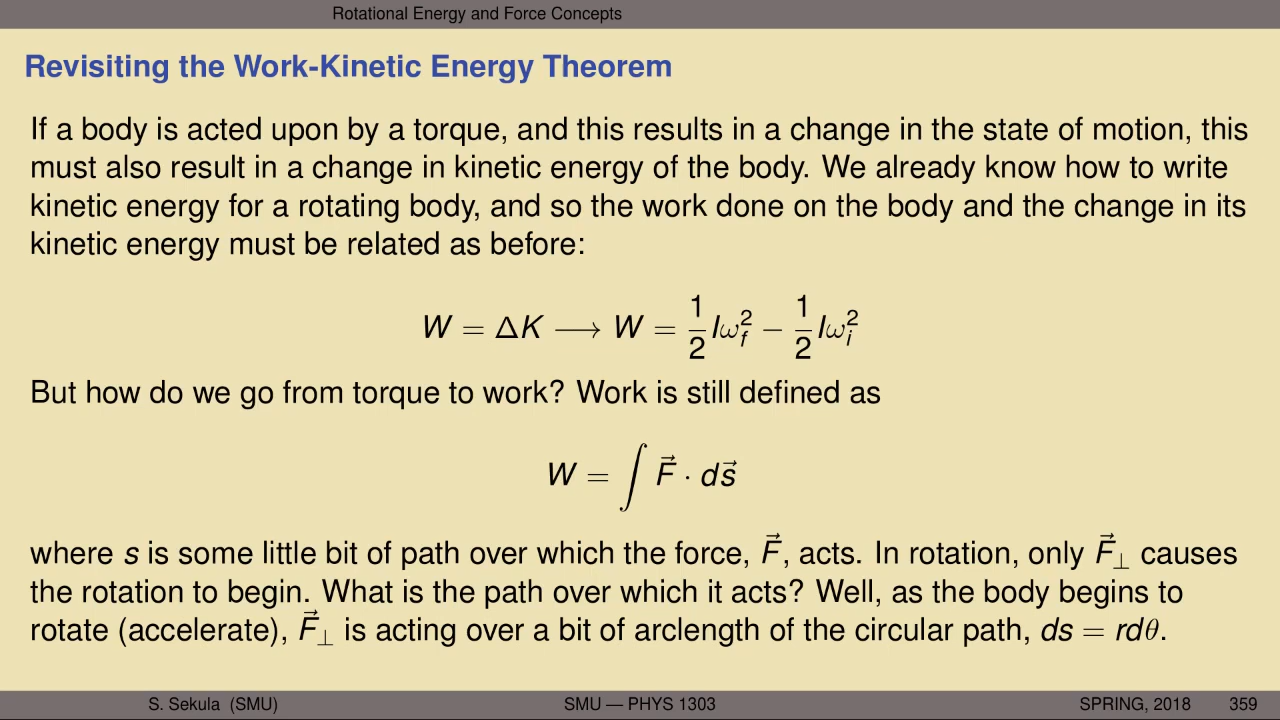 Rotational Energy and Force Concepts
Revisiting the Work-Kinetic Energy Theorem
If a body is acted upon by a torque, and this results in a change in the state of motion, this
must also result in a change in kinetic energy of the body. We already know how to write
kinetic energy for a rotating body, and so the work done on the body and the change in its
kinetic energy must be related as before:
W = ΔK ⟶ W = \frac{1}{2}Iω_f^2 − \frac{1}{2}Iω_i^2
But how do we go from torque to work? Work is still defined as
W = ∫ \vec{F} · d\vec{s}
where s is some little bit of path over which the force, \vec{F}, acts. In rotation, only \vec{F}_⊥ causes
the rotation to begin. What is the path over which it acts? Well, as the body begins to
rotate (accelerate), \vec{F}_⊥ is acting over a bit of arclength of the circular path, ds = rdθ.
S. Sekula (SMU) SMU — PHYS 1303 SPRING, 2018 359